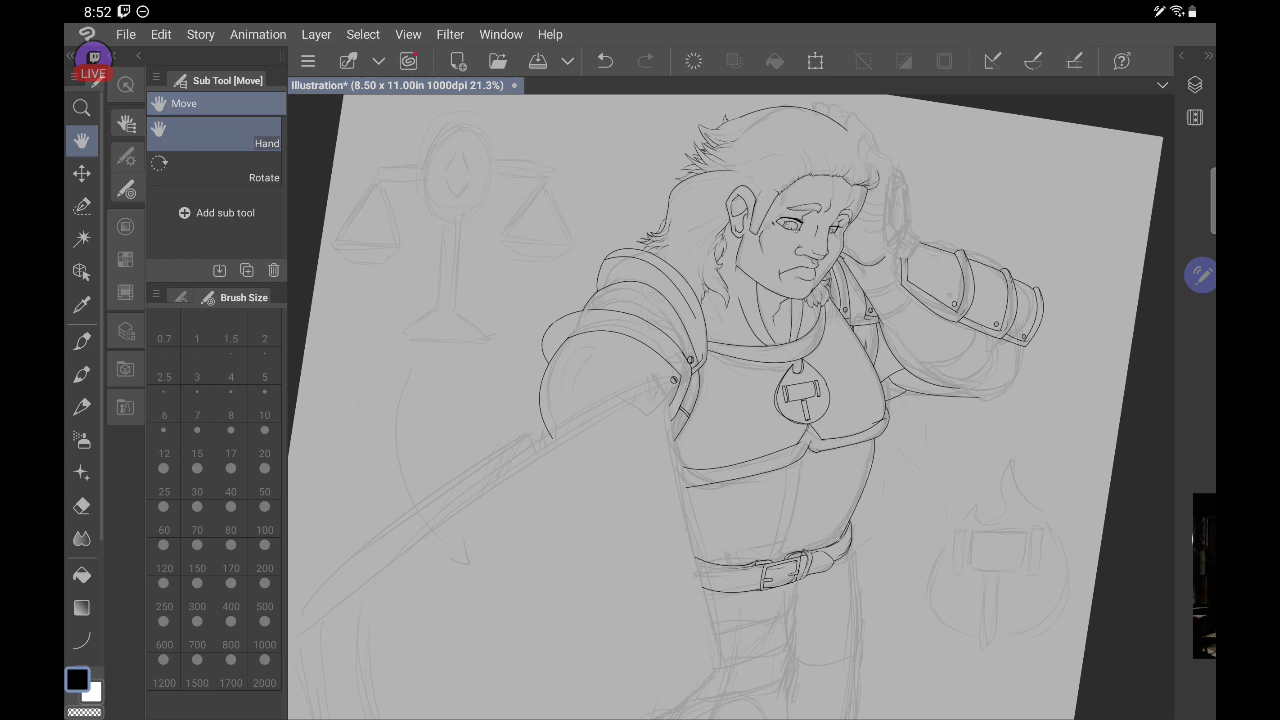 8:52
File Edit Story Animation Layer Select View Filter Window Help
LIVE
Sub Tool [Move]
Illustration* (8.50 x 11.00in 1000dpi 21.3%)
Move
Hand
Rotate
Add sub tool
Brush Size
0.7 1 1.5 2
2.5 3 4 5
6 7 8 10
12 15 17 20
25 30 40 50
60 70 80 100
120 150 170 200
250 300 400 500
600 700 800 1000
1200 1500 1700 2000